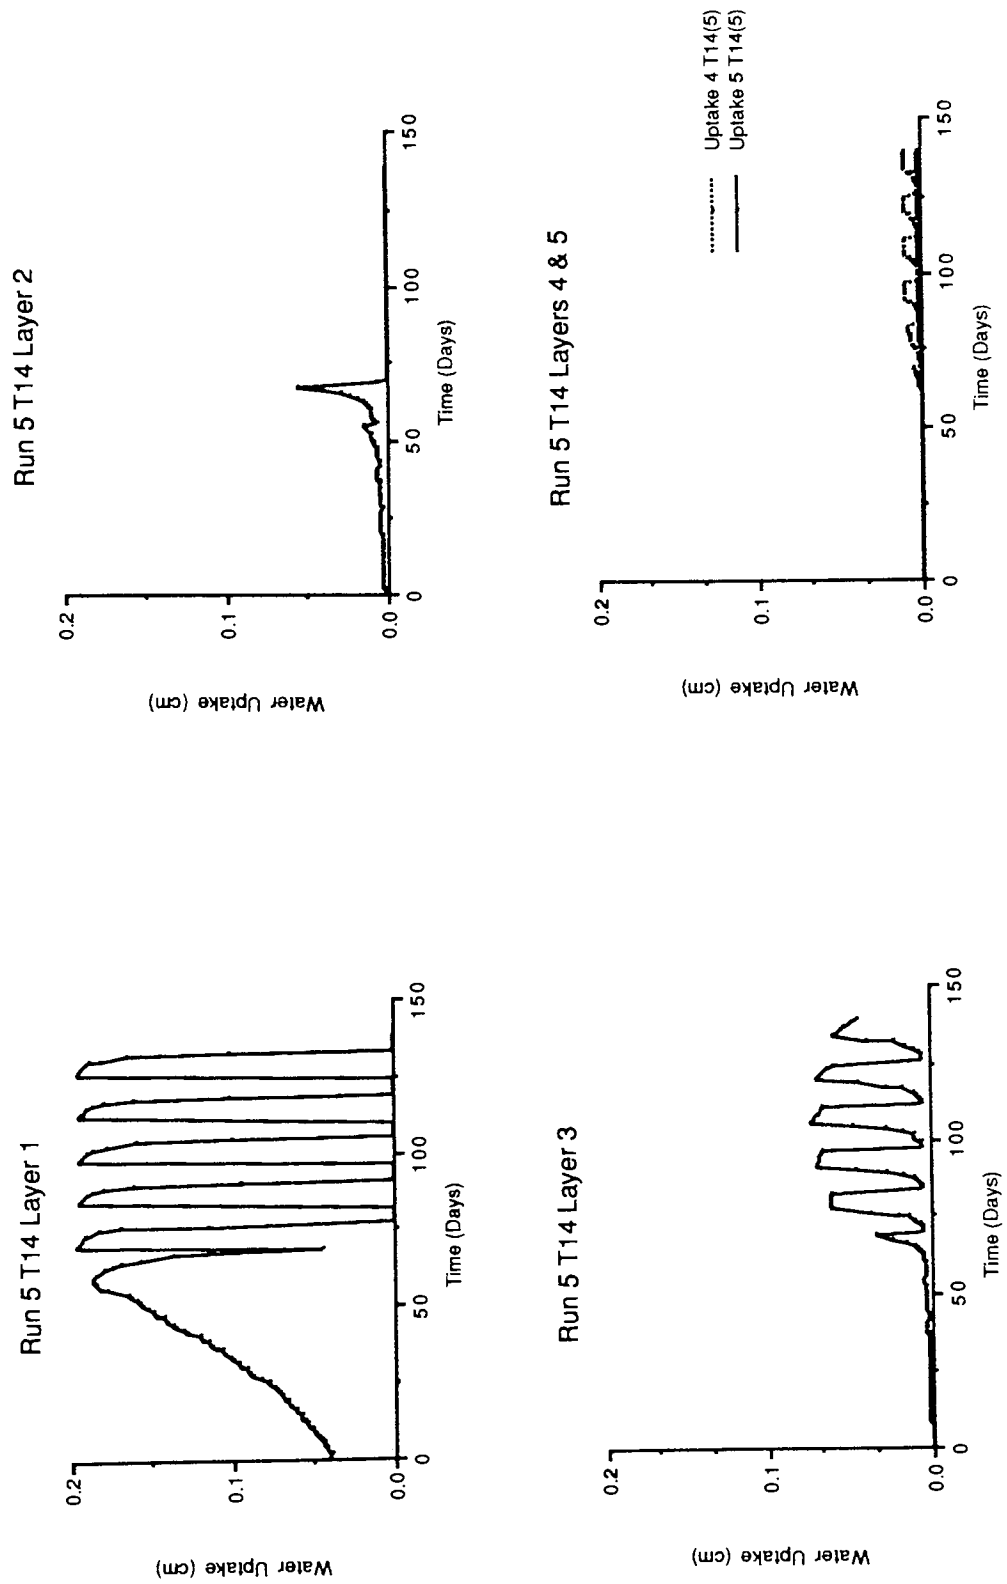 Run 5 T14 Layer 1
Water Uptake (cm)
0.2
0.1
0.0
0
50
100
150
Time (Days)
Run 5 T14 Layer 2
Water Uptake (cm)
0.2
0.1
0.0
0
50
100
150
Time (Days)
Run 5 T14 Layer 3
Water Uptake (cm)
0.2
0.1
0.0
0
50
100
150
Time (Days)
Run 5 T14 Layers 4 & 5
Uptake 4 T14(5)
Uptake 5 T14(5)
Water Uptake (cm)
0.2
0.1
0.0
0
50
100
150
Time (Days)